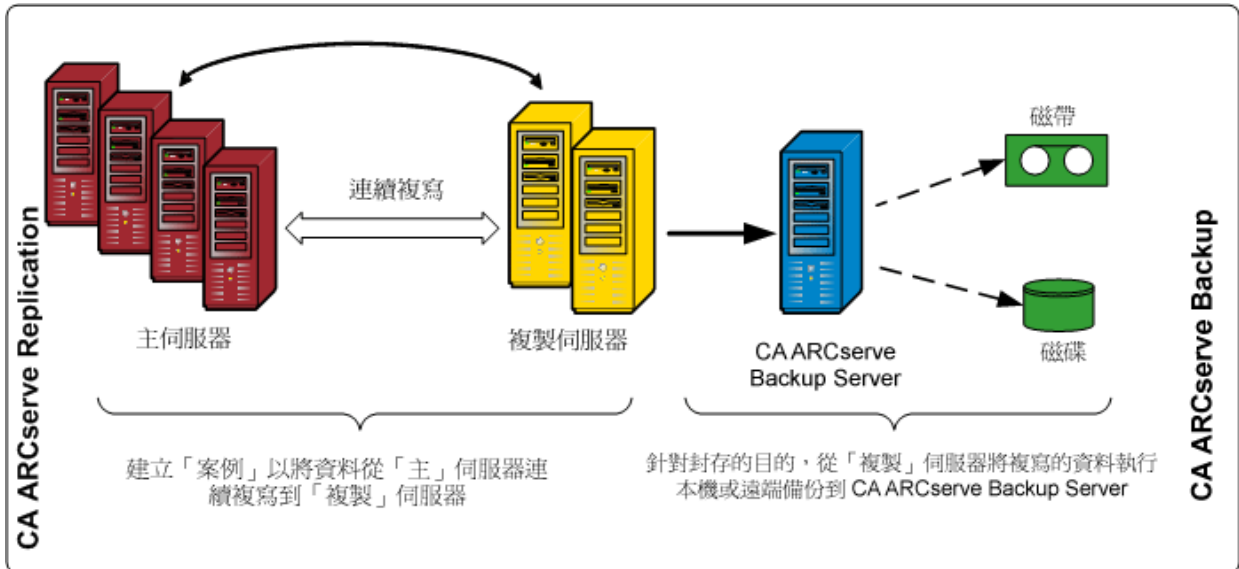 CA ARCserve Replication
連續複寫
主伺服器
複製伺服器
建立「案例」以將資料從「主」伺服器連
續複寫到「複製」伺服器
磁帶
磁碟
CA ARCserve
Backup Server
針對封存的目的，從「複製」伺服器將複寫的資料執行
本機或遠端備份到 CA ARCserve Backup Server
CA ARCserve Backup